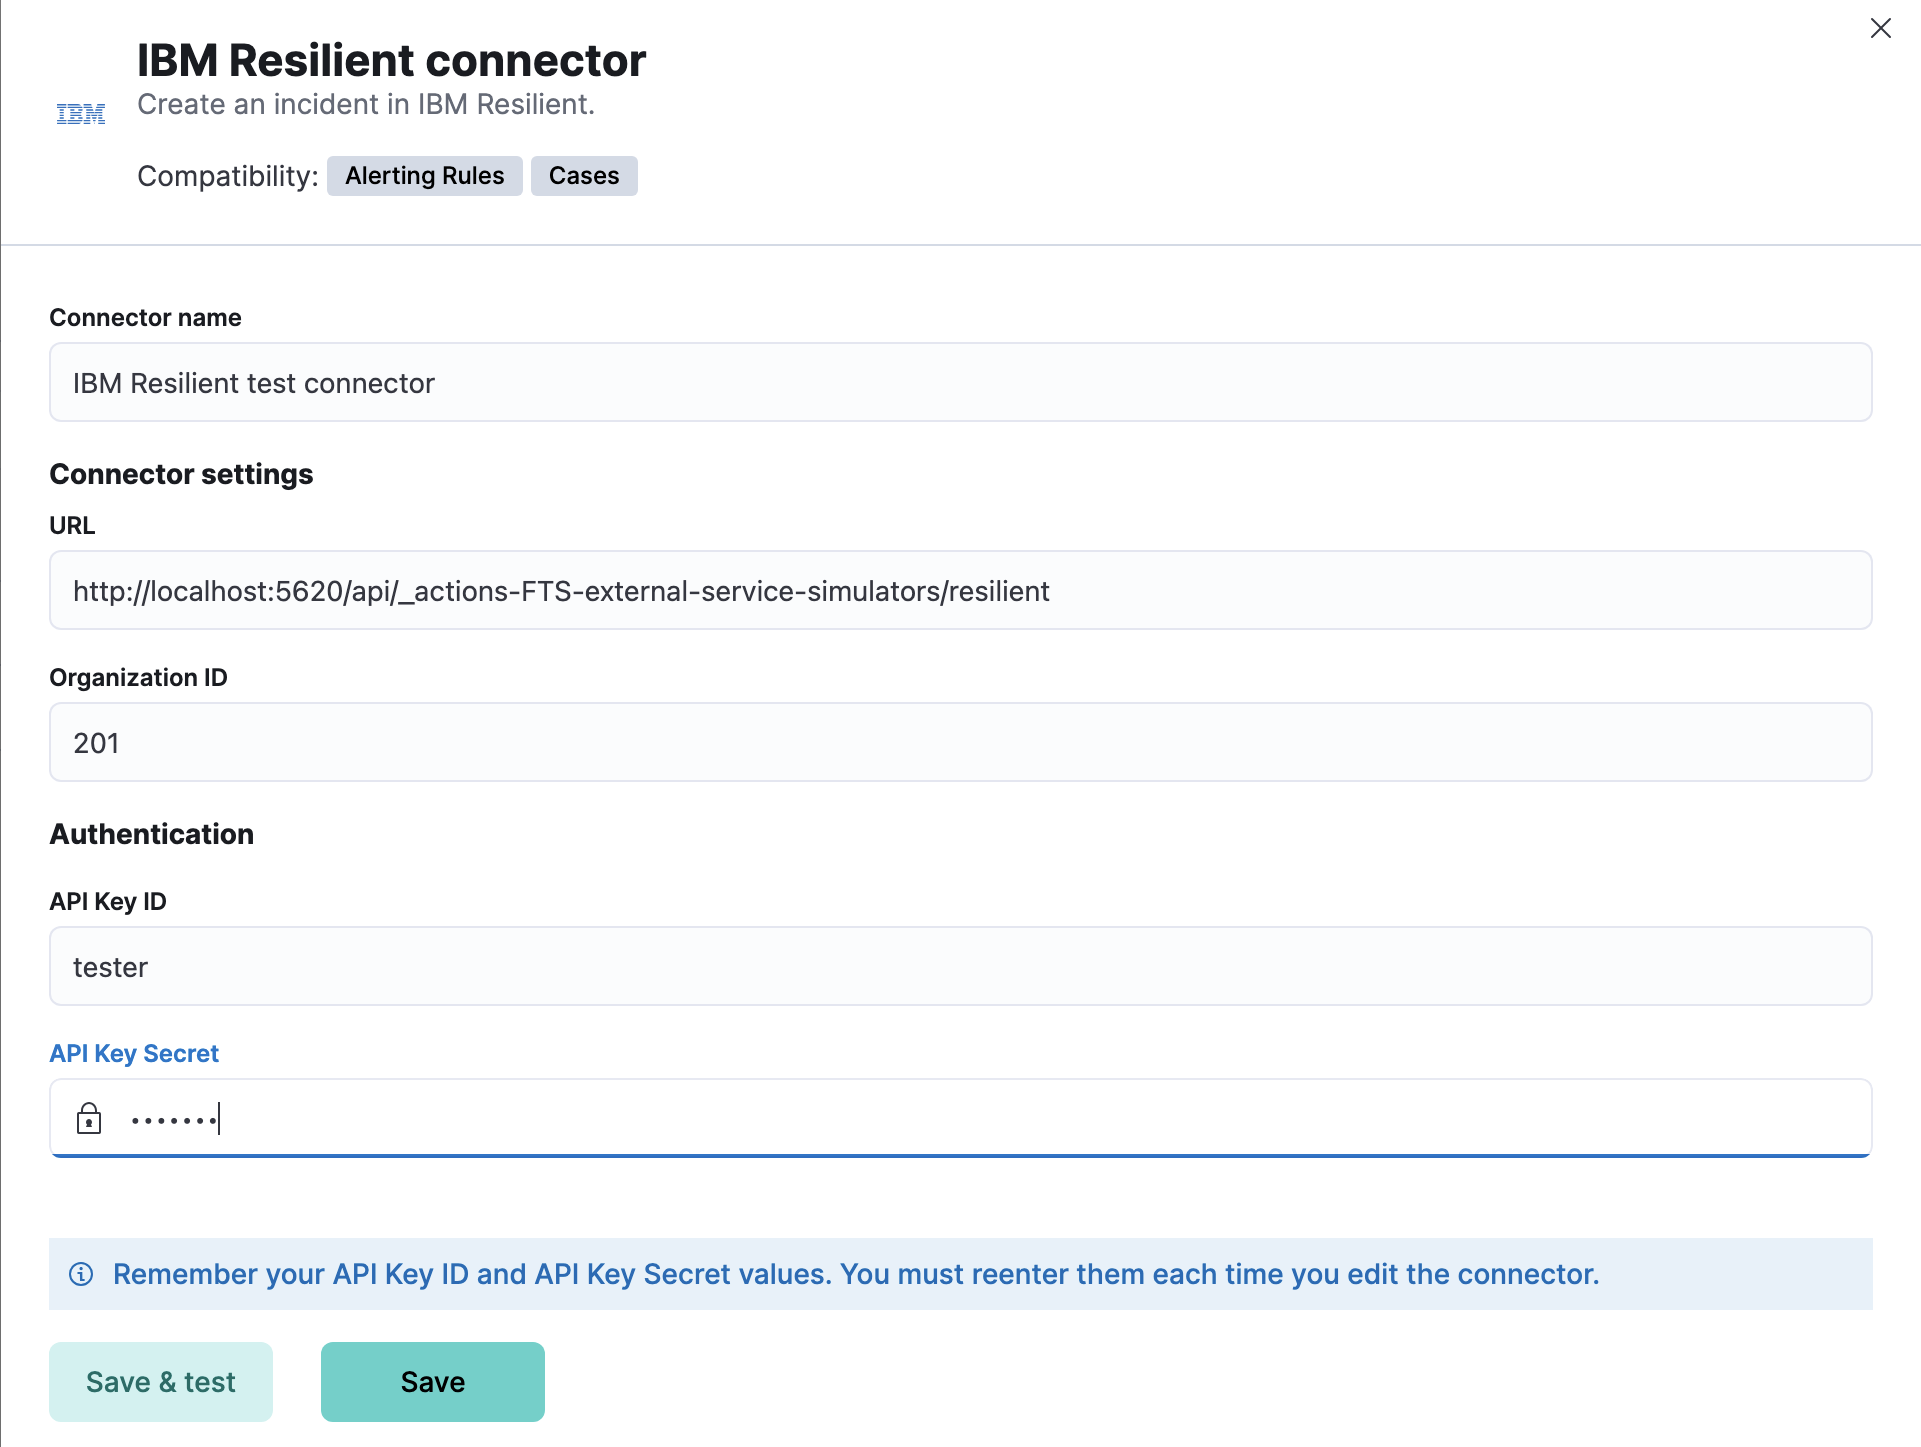 IBM Resilient connector
IBM
Create an incident in IBM Resilient.
Compatibility: Alerting Rules Cases
Connector name
IBM Resilient test connector
Connector settings
URL
http://localhost:5620/api/_actions-FTS-external-service-simulators/resilient
Organization ID
201
Authentication
API Key ID
tester
API Key Secret
•••••••
Remember your API Key ID and API Key Secret values. You must reenter them each time you edit the connector.
Save & test Save